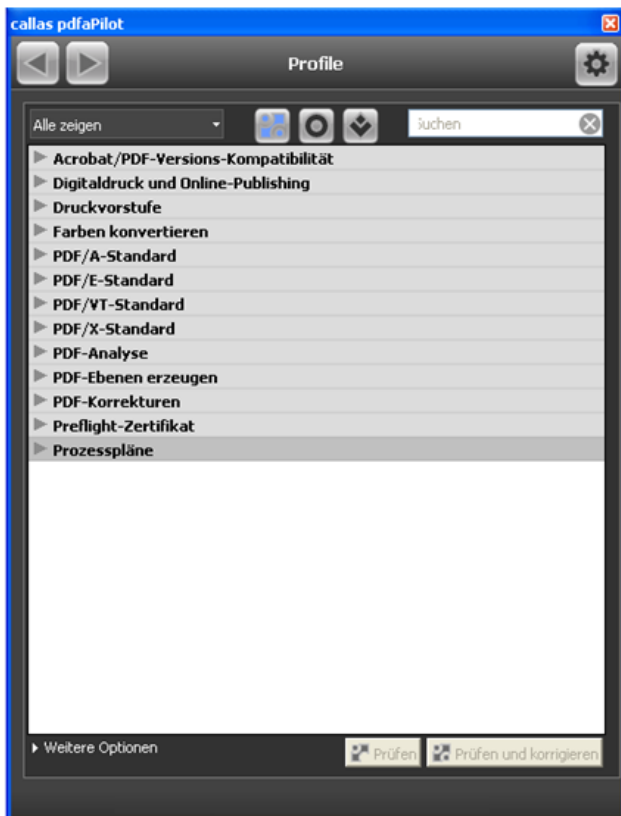 callas pdfaPilot
Profile
Alle zeigen
Suchen
Acrobat/PDF-Versions-Kompatibilität
Digitaldruck und Online-Publishing
Druckvorstufe
Farben konvertieren
PDF/A-Standard
PDF/E-Standard
PDF/VT-Standard
PDF/X-Standard
PDF-Analyse
PDF-Ebenen erzeugen
PDF-Korrekturen
Preflight-Zertifikat
Prozesspläne
Weitere Optionen
Prüfen
Prüfen und korrigieren